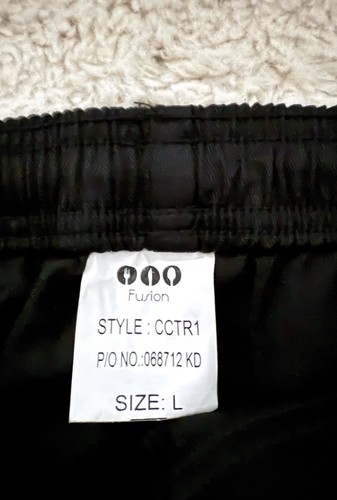 Fusion
STYLE : CCTR1
P/O NO.:068712 KD
SIZE: L